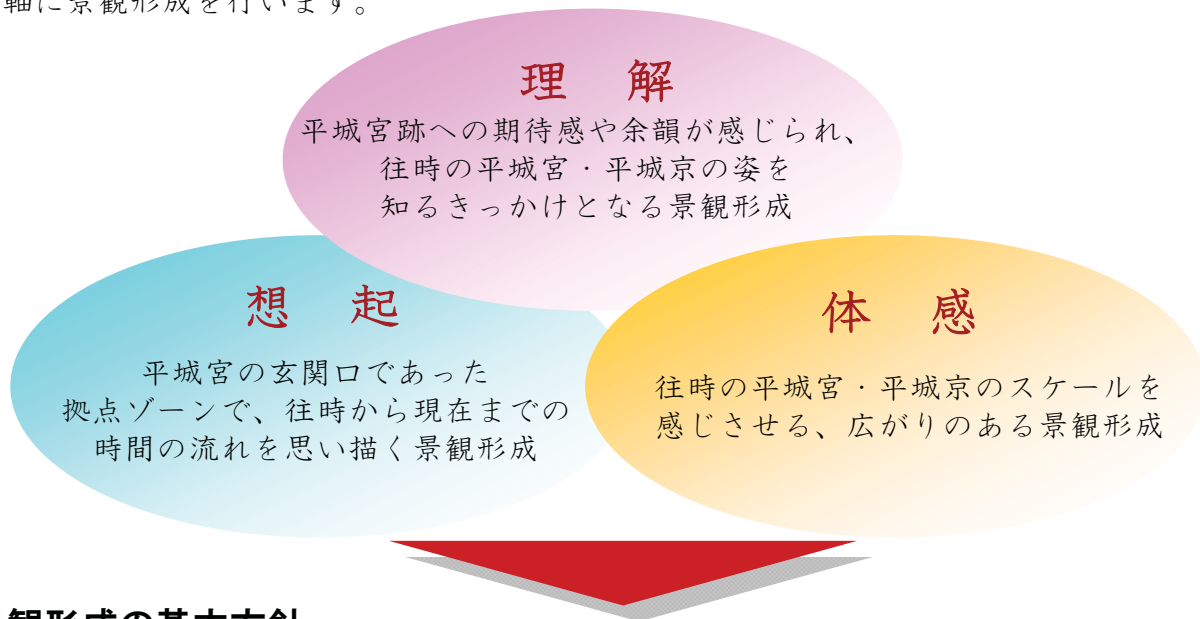 軸に景観形成を行います。
理 解
平城宮跡への期待感や余韻が感じられ、
往時の平城宮・平城京の姿を
知るきっかけとなる景観形成
想 起
平城宮の玄関口であった
拠点ゾーンで、往時から現在までの
時間の流れを思い描く景観形成
体 感
往時の平城宮・平城京のスケールを
感じさせる、広がりのある景観形成
観形成の基本方針